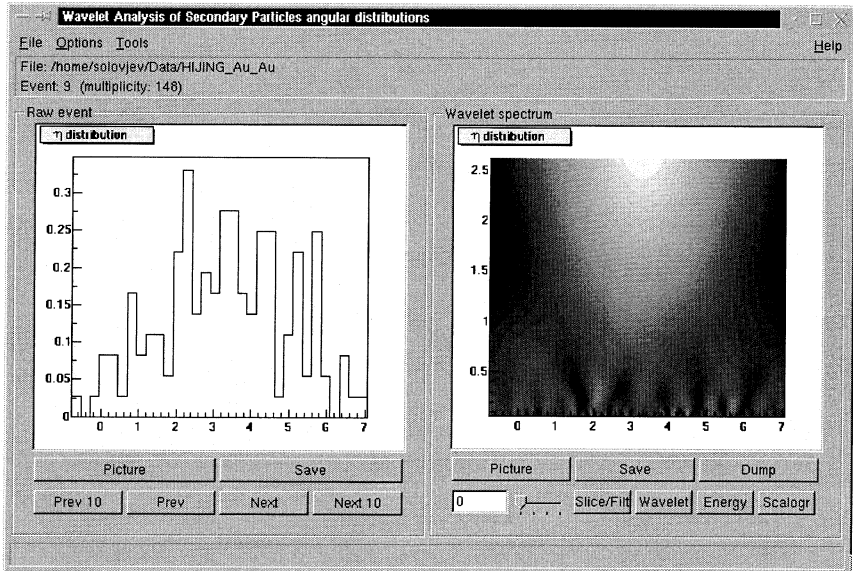 Wavelet Analysis of Secondary Particles angular distributions
File Options Tools Help
File: /home/solovjev/Data/HIJING_Au_Au
Event: 9 (multiplicity: 148)
Raw event
η distribution
0.3
0.25
0.2
0.15
0.1
0.05
0
0 1 2 3 4 5 6 7
Picture Save
Prev 10 Prev Next Next 10
Wavelet spectrum
η distribution
2.5
2
1.5
1
0.5
0 1 2 3 4 5 6 7
Picture Save Dump
0 Slice/Filt Wavelet Energy Scalogr